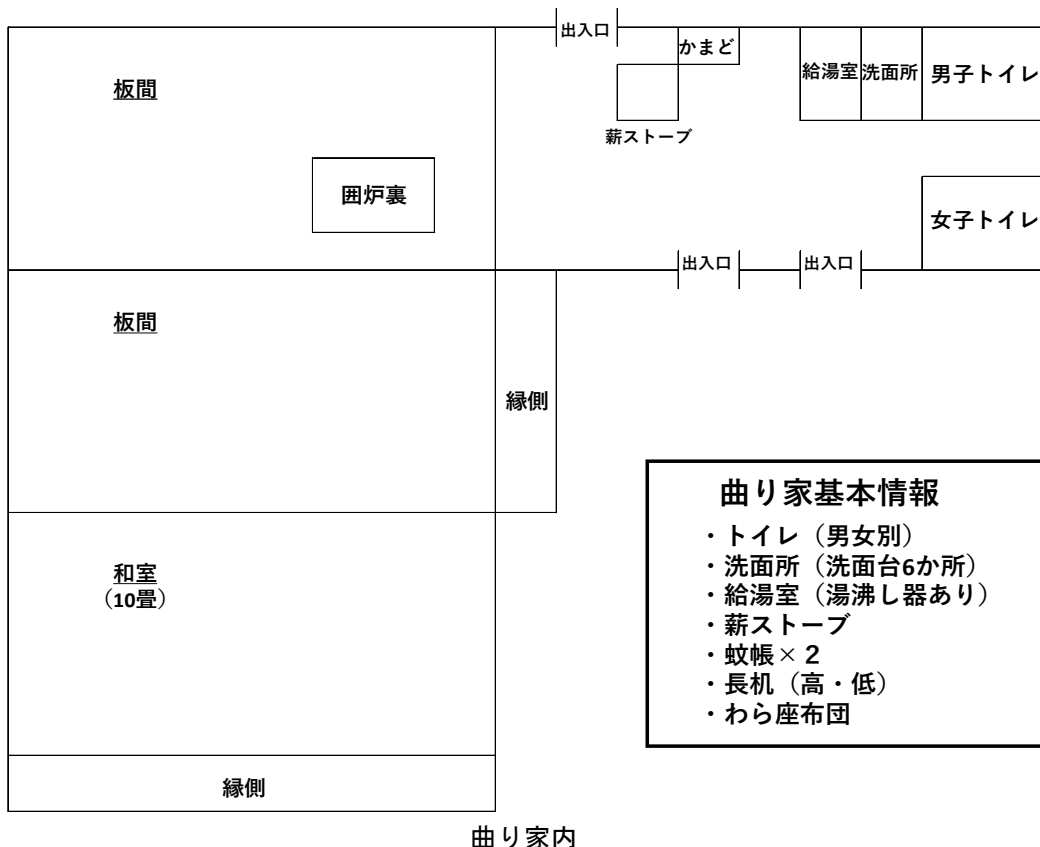 出入口
かまど
給湯室
洗面所
男子トイレ
板間
薪ストーブ
囲炉裏
女子トイレ
出入口
出入口
板間
縁側
和室
(10畳)
縁側
曲り家基本情報
・トイレ（男女別）
・洗面所（洗面台6か所）
・給湯室（湯沸し器あり）
・薪ストーブ
・蚊帳×２
・長机（高・低）
・わら座布団
曲り家内